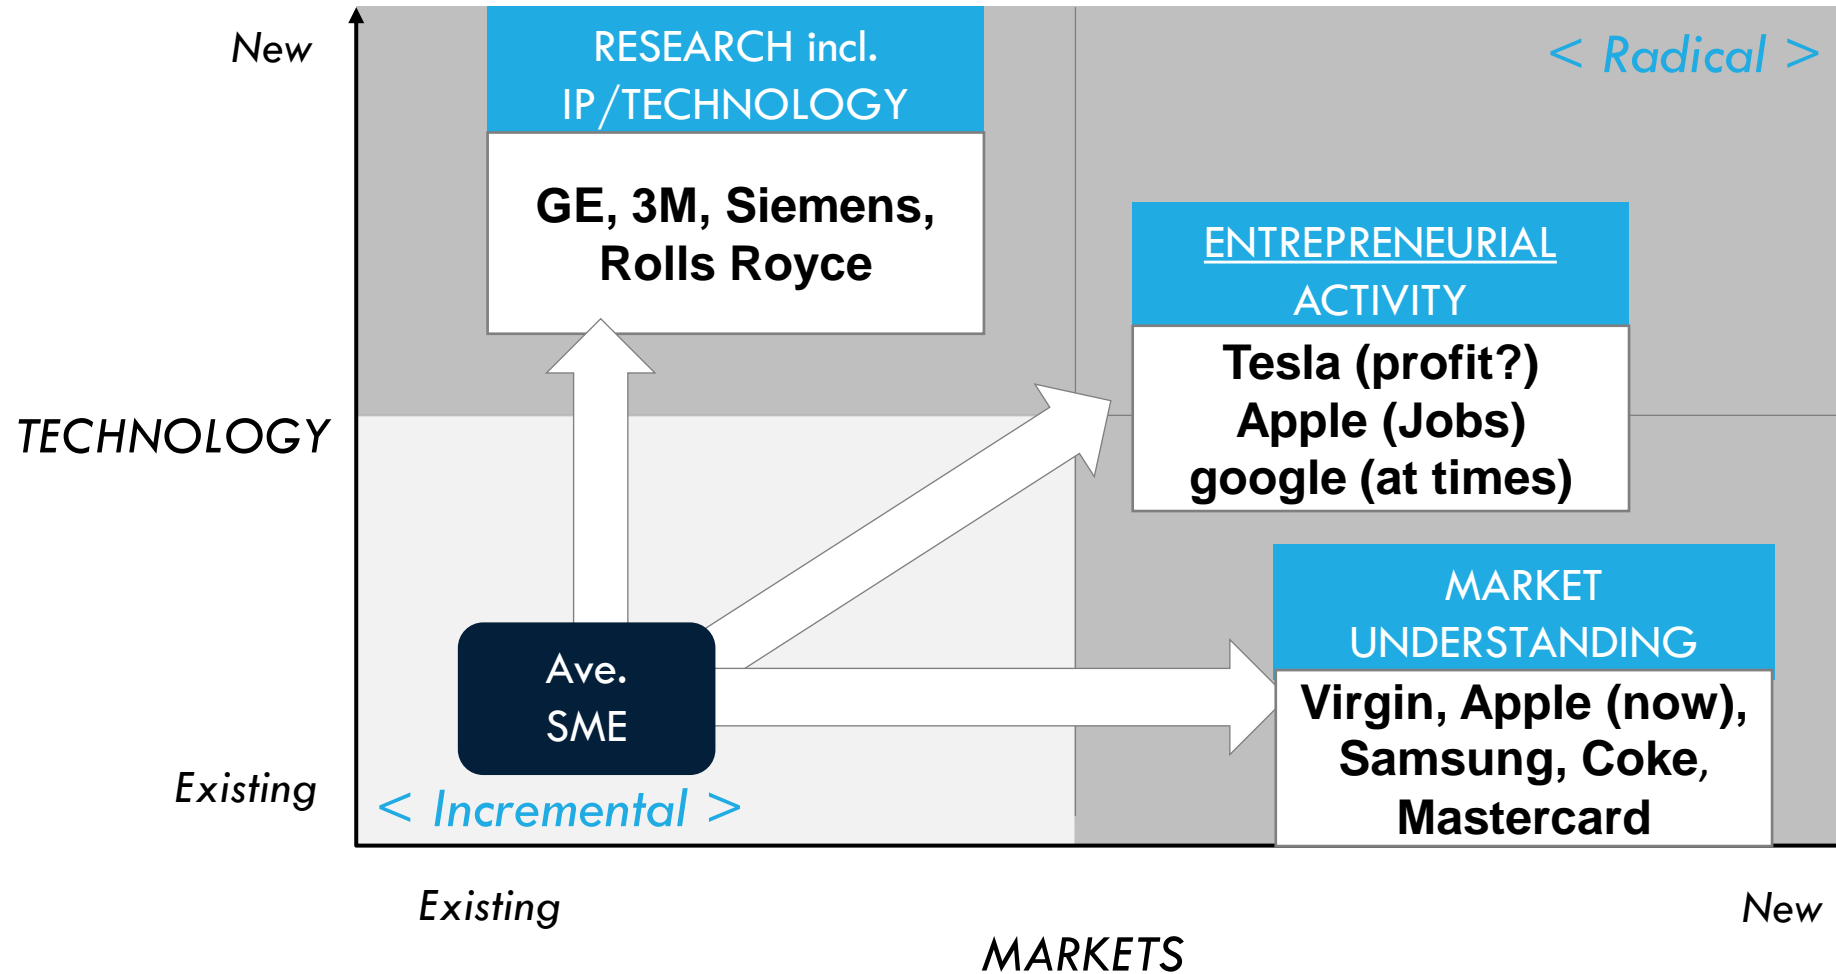 New
RESEARCH incl.
IP/TECHNOLOGY
< Radical >
GE, 3M, Siemens,
Rolls Royce
ENTREPRENEURIAL
ACTIVITY
Tesla (profit?)
Apple (Jobs)
google (at times)
TECHNOLOGY
MARKET
UNDERSTANDING
Virgin, Apple (now),
Samsung, Coke,
Mastercard
Ave.
SME
Existing
< Incremental >
Existing
New
MARKETS